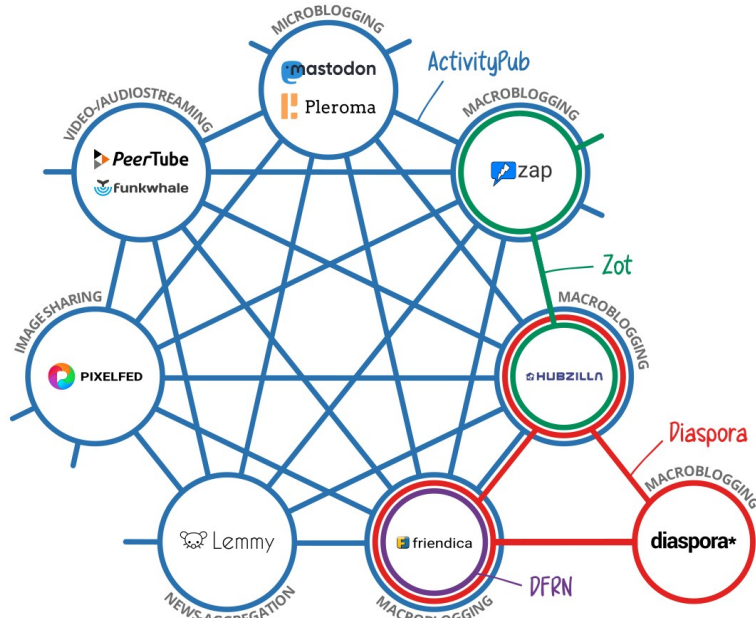 MICROBLOGGING
mastodon
Pleroma
ActivityPub
VIDEO-/AUDIOSTREAMING
PeerTube
funkwhale
MACROBLOGGING
zap
Zot
IMAGE SHARING
PIXELFED
MACROBLOGGING
HUBZILLA
Diaspora
MACROBLOGGING
diaspora*
Lemmy
NEWS AGGREGATION
friendica
DFRN
MACROBLOGGING